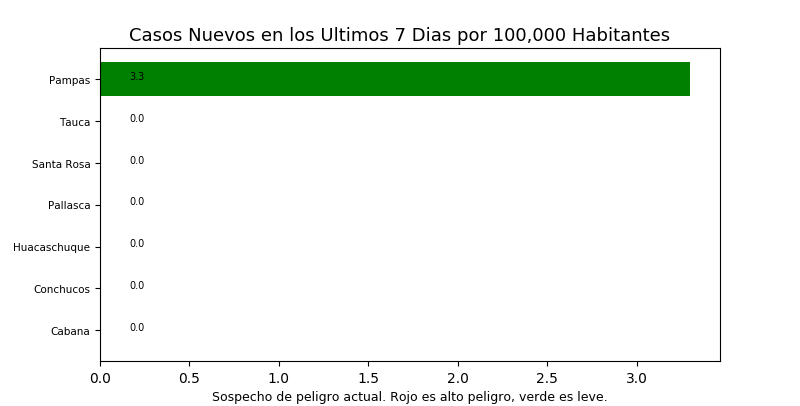 Casos Nuevos en los Ultimos 7 Dias por 100,000 Habitantes
Pampas 3.3
Tauca 0.0
Santa Rosa 0.0
Pallasca 0.0
Huacaschuque 0.0
Conchucos 0.0
Cabana 0.0
0.0 0.5 1.0 1.5 2.0 2.5 3.0
Sospecho de peligro actual. Rojo es alto peligro, verde es leve.